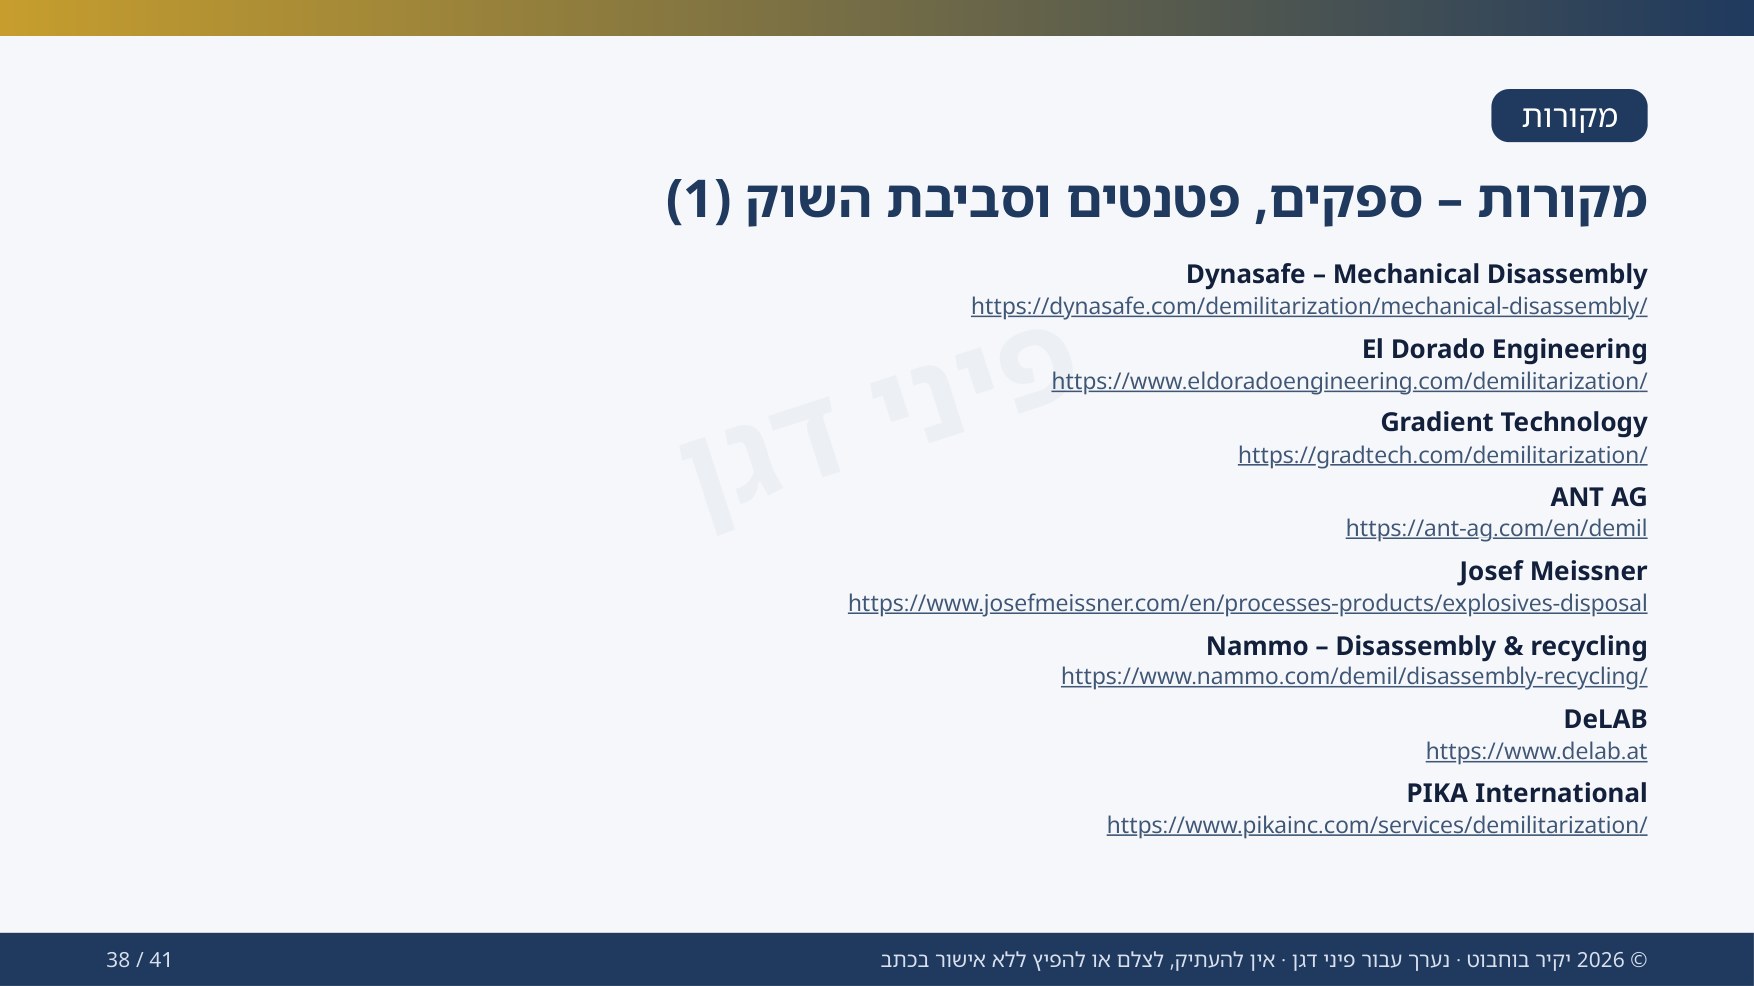 מקורות
מקורות – ספקים, פטנטים וסביבת השוק (1)
Dynasafe – Mechanical Disassembly
https://dynasafe.com/demilitarization/mechanical-disassembly/
El Dorado Engineering
https://www.eldoradoengineering.com/demilitarization/
Gradient Technology
https://gradtech.com/demilitarization/
ANT AG
https://ant-ag.com/en/demil
Josef Meissner
https://www.josefmeissner.com/en/processes-products/explosives-disposal
Nammo – Disassembly & recycling
https://www.nammo.com/demil/disassembly-recycling/
DeLAB
https://www.delab.at
PIKA International
https://www.pikainc.com/services/demilitarization/
פיני דגן
© 2026 יקיר בוחבוט · נערך עבור פיני דגן · אין להעתיק, לצלם או להפיץ ללא אישור בכתב
38 / 41